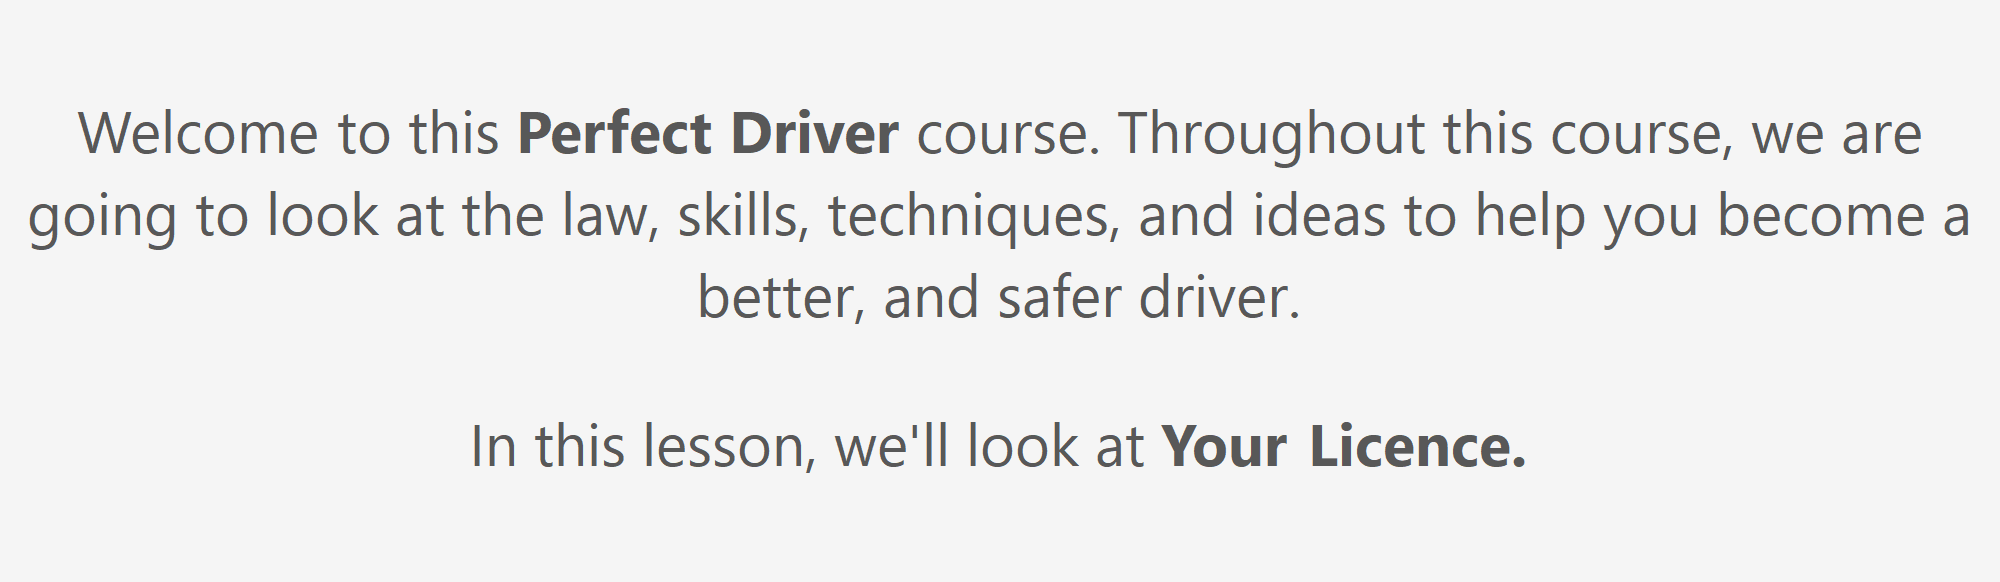 Welcome to this Perfect Driver course. Throughout this course, we are
going to look at the law, skills, techniques, and ideas to help you become a
better, and safer driver.
In this lesson, we'll look at Your Licence.